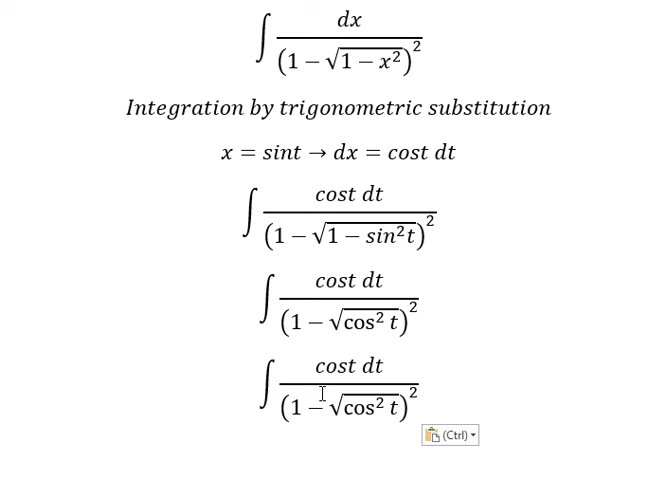 ∫ dx / (1 − √(1 − x²))²
Integration by trigonometric substitution
x = sint → dx = cost dt
∫ cost dt / (1 − √(1 − sin²t))²
∫ cost dt / (1 − √(cos² t))²
∫ cost dt / (1 − √(cos² t))²
(Ctrl)